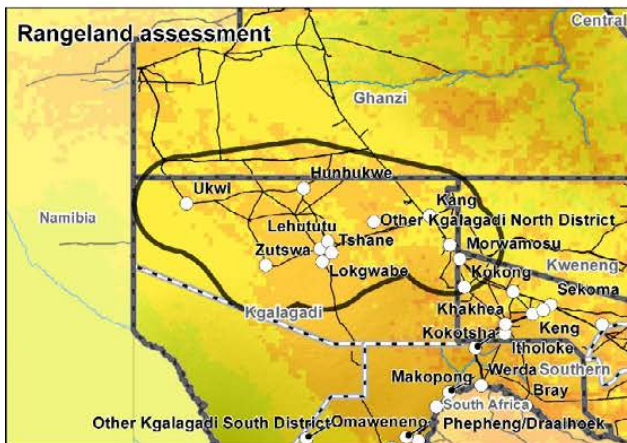 Rangeland assessment
Central
Ghanzi
Hunhukwe
Ukwi
Kang
Namibia
Lehututu
Other Kgalagadi North District
Tshane
Morwamosu
Zutswa
Lokgwabe
Kokong
Kweneng
Sekoma
Kgalagadi
Khakhea
Keng
Kokotsha
Itholoke
Makopong
Werda
Southern
Bray
South Africa
Other Kgalagadi South District
Omaweneno
Phepheng/Draaihoek